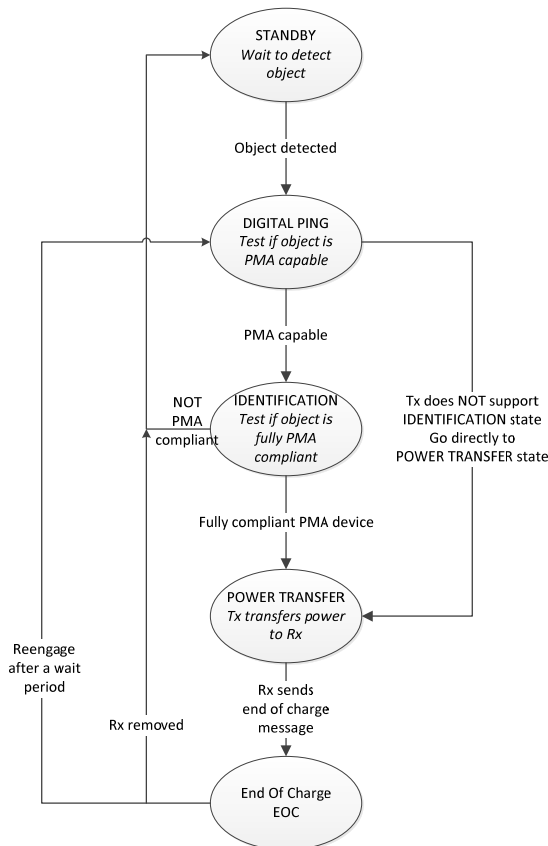 STANDBY
Wait to detect
object
Object detected
DIGITAL PING
Test if object is
PMA capable
PMA capable
NOT
PMA
compliant
IDENTIFICATION
Test if object is
fully PMA
compliant
Tx does NOT support
IDENTIFICATION state
Go directly to
POWER TRANSFER state
Fully compliant PMA device
POWER TRANSFER
Tx transfers power
to Rx
Reengage
after a wait
period
Rx removed
Rx sends
end of charge
message
End Of Charge
EOC